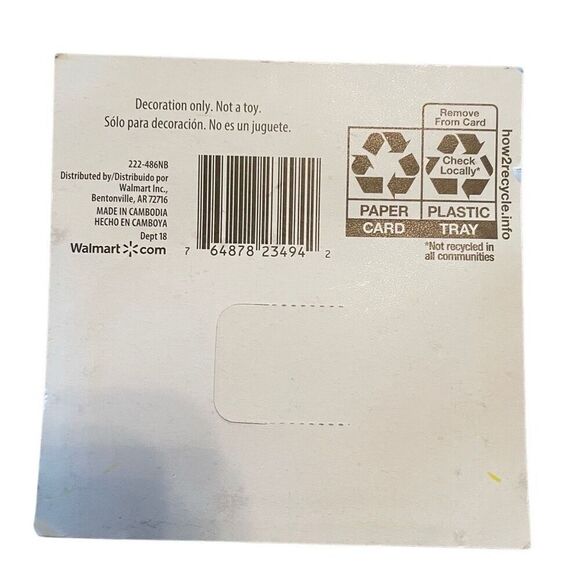 Decoration only. Not a toy.
Sólo para decoración. No es un juguete.
222-486NB
Distributed by/Distribuido por
Walmart Inc.,
Bentonville, AR 72716
MADE IN CAMBODIA
HECHO EN CAMBOYA
Dept 18
Walmart com
7 64878 23494 2
PAPER
CARD
Remove
From Card
Check
Locally*
PLASTIC
TRAY
*Not recycled in
all communities
how2recycle.info